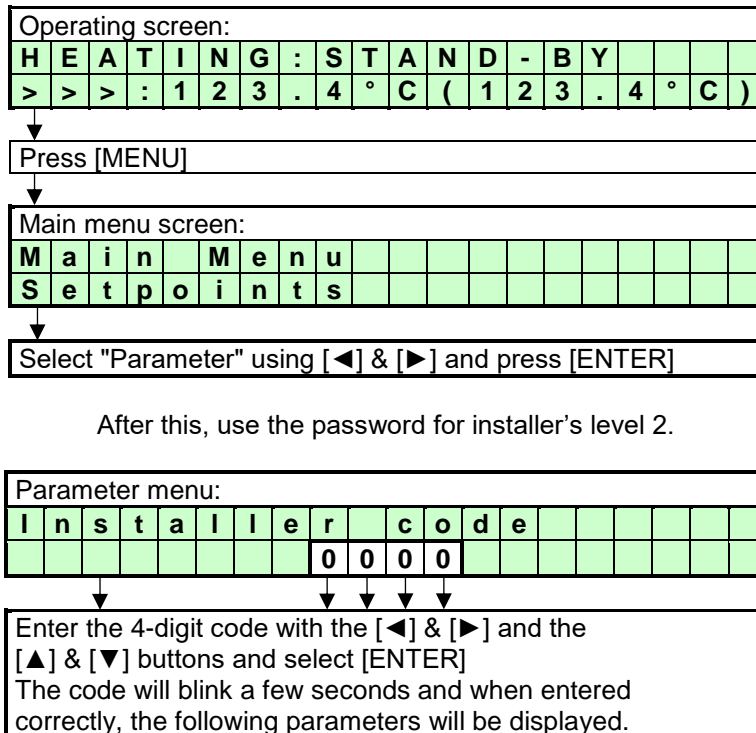 Operating screen:
HEATING:STAND-BY
>>>:123.4°C(123.4°C)
Press [MENU]
Main menu screen:
Main Menu
Setpoints
Select "Parameter" using [◄] & [►] and press [ENTER]
After this, use the password for installer’s level 2.
Parameter menu:
Installer code
0000
Enter the 4-digit code with the [◄] & [►] and the
[▲] & [▼] buttons and select [ENTER]
The code will blink a few seconds and when entered
correctly, the following parameters will be displayed.